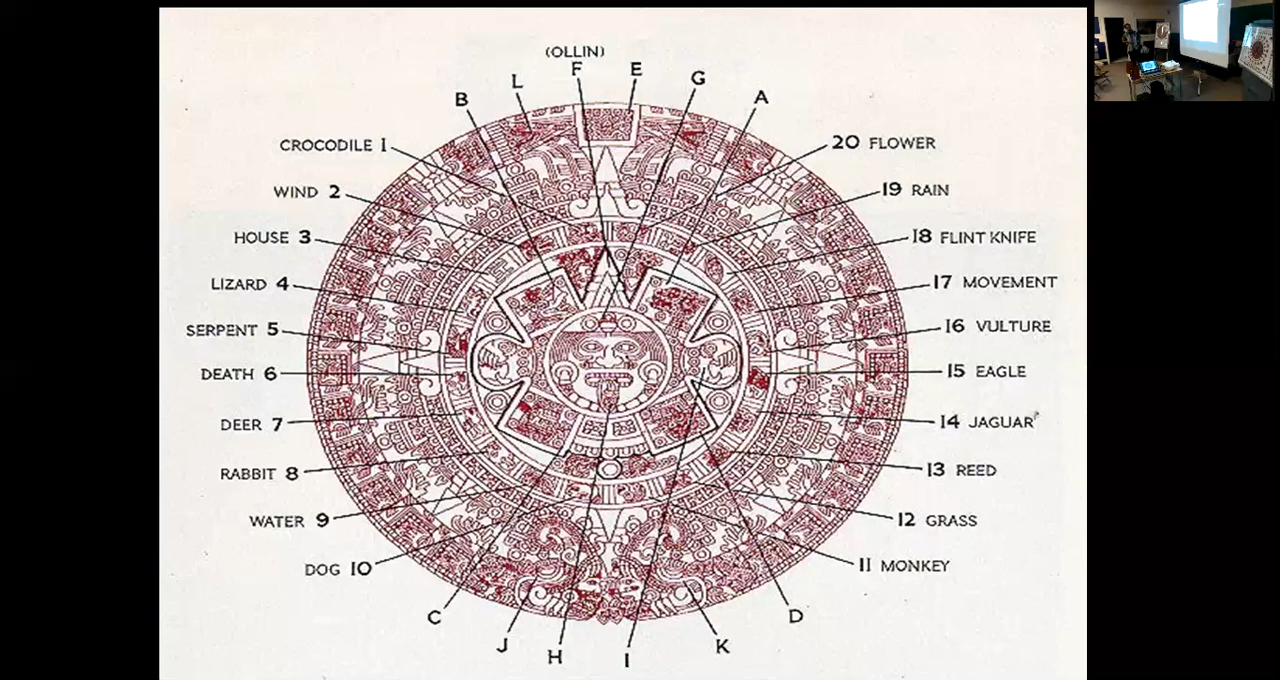 (OLLIN)
F
E
G
L
B
A
CROCODILE 1
20 FLOWER
WIND 2
19 RAIN
HOUSE 3
18 FLINT KNIFE
LIZARD 4
17 MOVEMENT
SERPENT 5
16 VULTURE
DEATH 6
15 EAGLE
DEER 7
14 JAGUAR
RABBIT 8
13 REED
WATER 9
12 GRASS
DOG 10
11 MONKEY
C
D
J
K
H
I